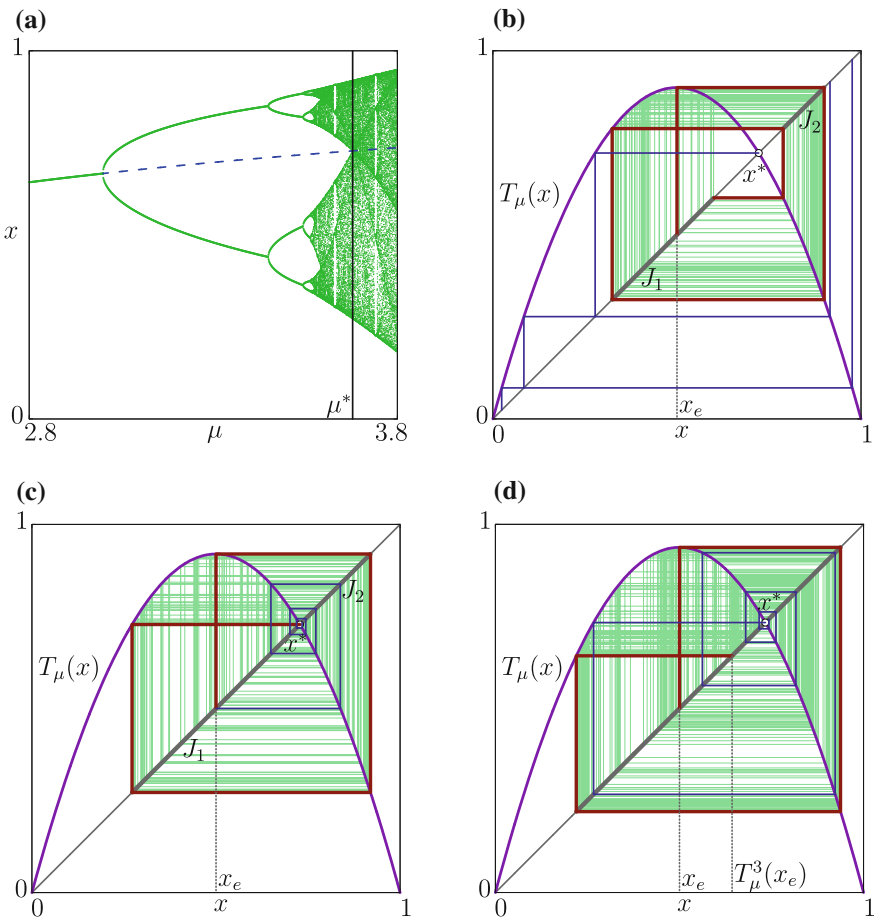 (a)
1
x
0
2.8
μ
μ*
3.8
(b)
1
T_μ(x)
J_2
x*
J_1
x_e
0
0
x
1
(c)
1
T_μ(x)
J_2
x*
J_1
x_e
0
0
x
1
(d)
1
T_μ(x)
x*
x_e
T_μ^3(x_e)
0
0
x
1